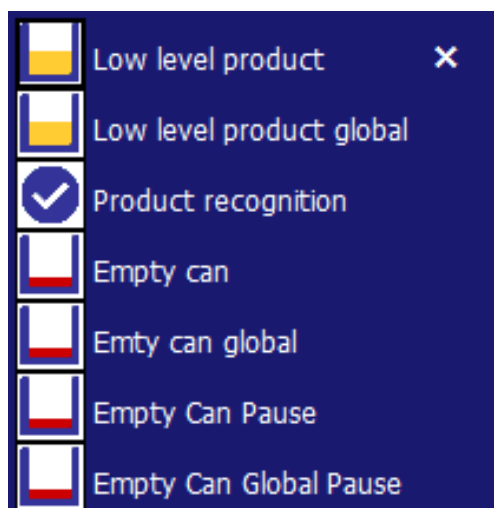 Low level product
Low level product global
Product recognition
Empty can
Emty can global
Empty Can Pause
Empty Can Global Pause